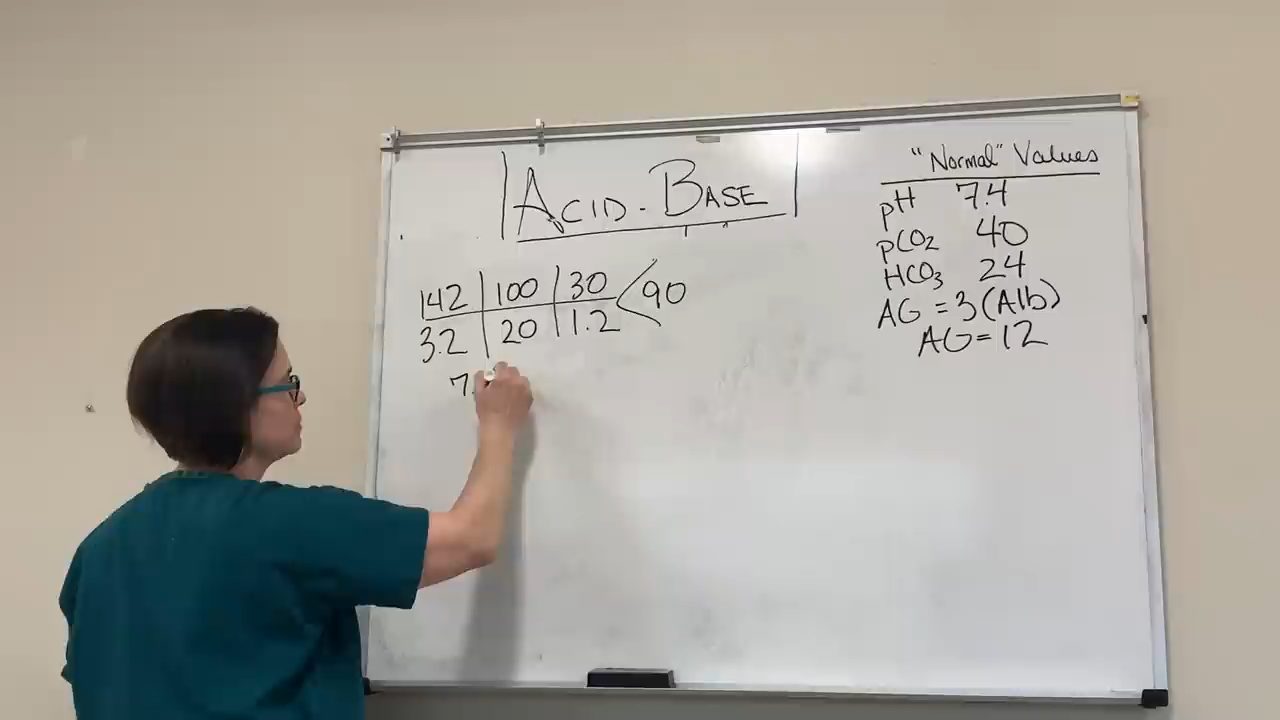 ACID-BASE
142 100 30 90
3.2 20 1.2
7.
"Normal" Values
pH 7.4
pCO₂ 40
HCO₃ 24
AG = 3(Alb)
AG=12